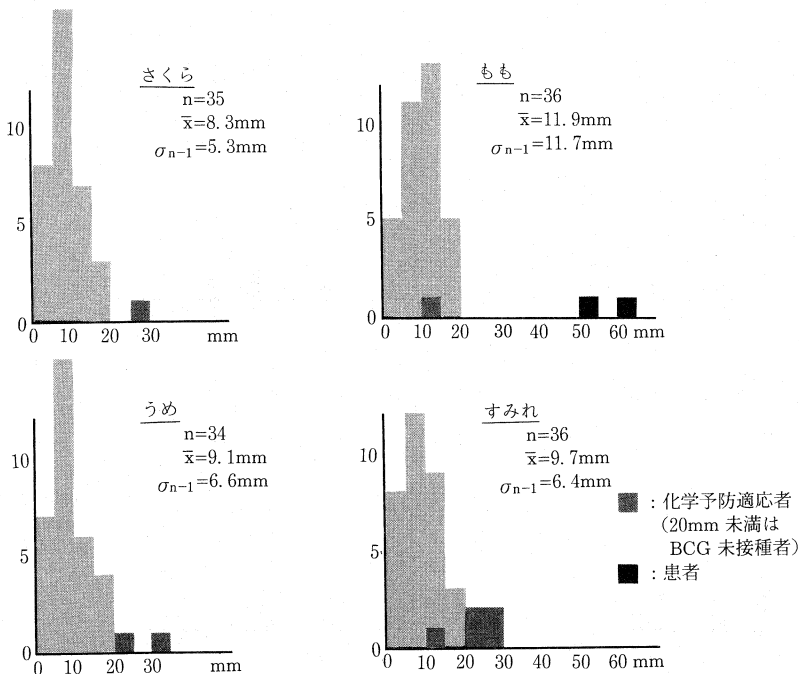 さくら
n=35
x̄=8.3mm
σn−1=5.3mm
10
5
0
0 10 20 30 mm
もも
n=36
x̄=11.9mm
σn−1=11.7mm
10
5
0
0 10 20 30 40 50 60 mm
うめ
n=34
x̄=9.1mm
σn−1=6.6mm
10
5
0
0 10 20 30 mm
すみれ
n=36
x̄=9.7mm
σn−1=6.4mm
10
5
0
0 10 20 30 40 50 60 mm
：化学予防適応者
（20mm 未満は
BCG 未接種者）
：患者